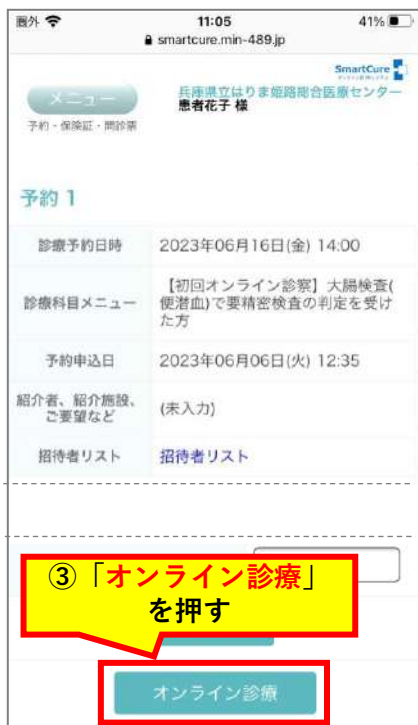 圏外 11:05 41%
smartcure.min-489.jp
SmartCure
メニュー
予約・保険証・問診票
兵庫県立はりま姫路総合医療センター
患者花子 様
予約 1
診療予約日時 2023年06月16日(金) 14:00
診療科目メニュー 【初回オンライン診察】大腸検査(
便潜血)で要精密検査の判定を受け
た方
予約申込日 2023年06月06日(火) 12:35
紹介者、紹介施設、
ご要望など (未入力)
招待者リスト 招待者リスト
③「オンライン診療」
を押す
オンライン診療